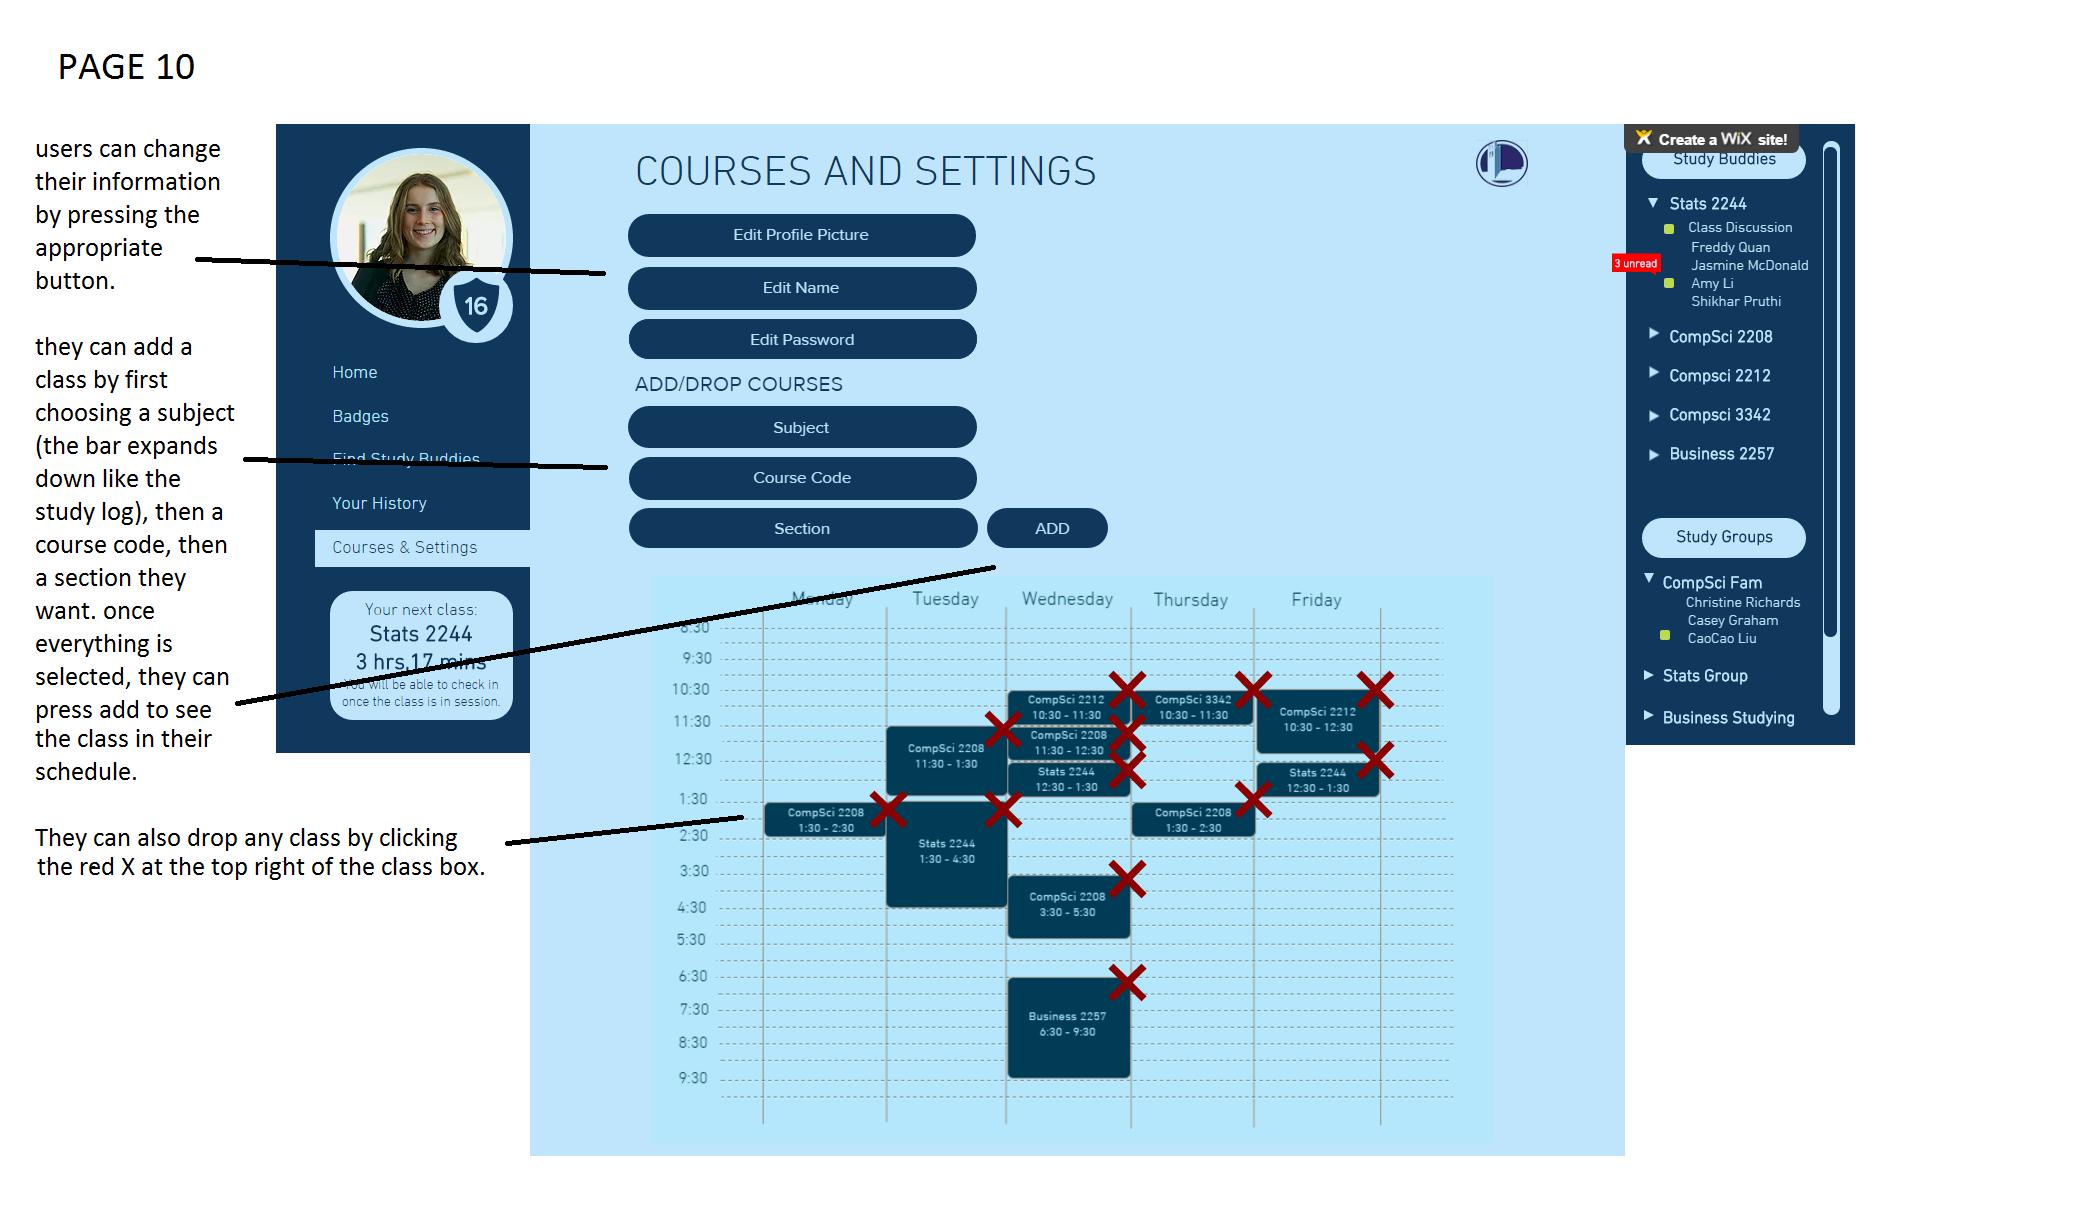 PAGE 10
users can change
their information
by pressing the
appropriate
button.
they can add a
class by first
choosing a subject
(the bar expands
down like the
study log), then a
course code, then
a section they
want. once
everything is
selected, they can
press add to see
the class in their
schedule.
They can also drop any class by clicking
the red X at the top right of the class box.
16
Home
Badges
Find Study Buddies
Your History
Courses & Settings
Your next class:
Stats 2244
3 hrs,17 mins
You will be able to check in
once the class is in session.
COURSES AND SETTINGS
Edit Profile Picture
Edit Name
Edit Password
ADD/DROP COURSES
Subject
Course Code
Section
ADD
Monday
Tuesday
Wednesday
Thursday
Friday
8:30
9:30
10:30
11:30
12:30
1:30
2:30
3:30
4:30
5:30
6:30
7:30
8:30
9:30
CompSci 2208
1:30 - 2:30
CompSci 2208
11:30 - 1:30
Stats 2244
1:30 - 4:30
CompSci 2212
10:30 - 11:30
CompSci 2208
11:30 - 12:30
Stats 2244
12:30 - 1:30
CompSci 2208
3:30 - 5:30
Business 2257
6:30 - 9:30
CompSci 3342
10:30 - 11:30
CompSci 2208
1:30 - 2:30
CompSci 2212
10:30 - 12:30
Stats 2244
12:30 - 1:30
Create a WiX site!
Study Buddies
Stats 2244
Class Discussion
Freddy Quan
3 unread
Jasmine McDonald
Amy Li
Shikhar Pruthi
CompSci 2208
Compsci 2212
Compsci 3342
Business 2257
Study Groups
CompSci Fam
Christine Richards
Casey Graham
CaoCao Liu
Stats Group
Business Studying